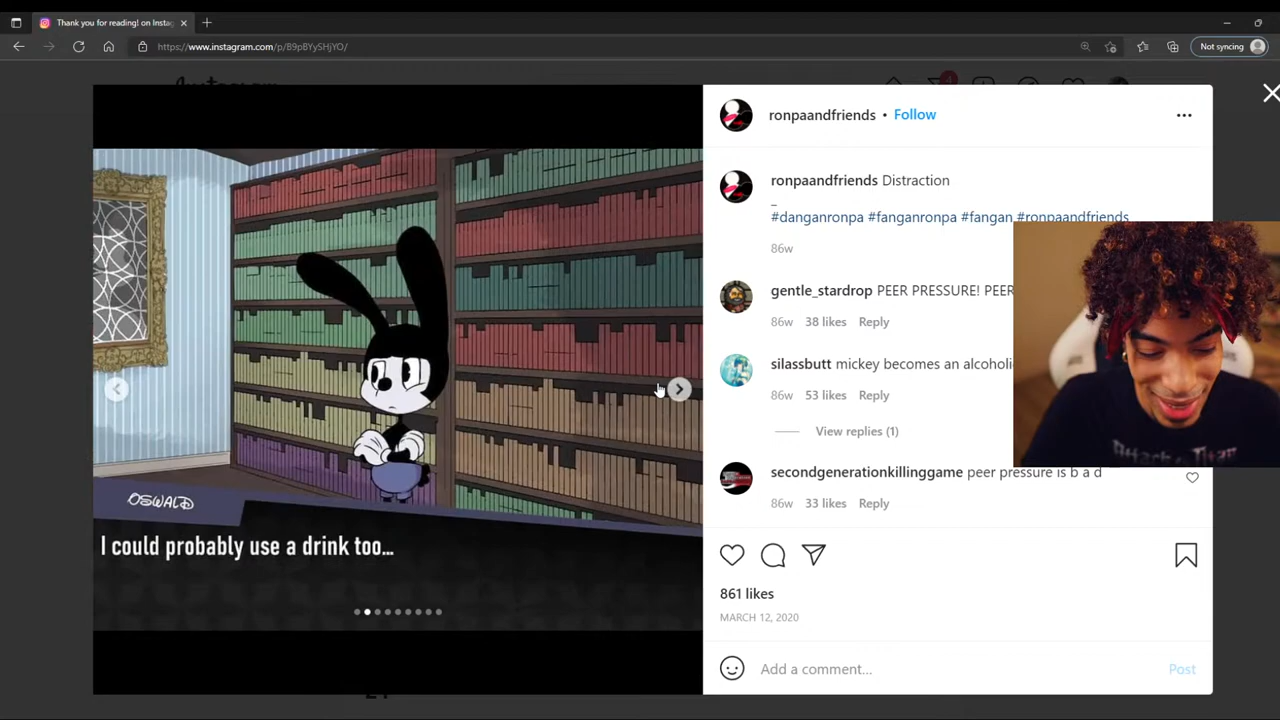 Thank you for reading! on Insta
https://www.instagram.com/p/B9pBYySHjYO/
Not syncing
4
ronpaandfriends • Follow
ronpaandfriends Distraction
_
#danganronpa #fanganronpa #fangan #ronpaandfriends
86w
gentle_stardrop PEER PRESSURE! PEER
86w 38 likes Reply
silassbutt mickey becomes an alcoholi
86w 53 likes Reply
View replies (1)
secondgenerationkillinggame peer pressure is b a d
86w 33 likes Reply
OSWALD
I could probably use a drink too...
861 likes
MARCH 12, 2020
Add a comment...
Post
Attack
Titan